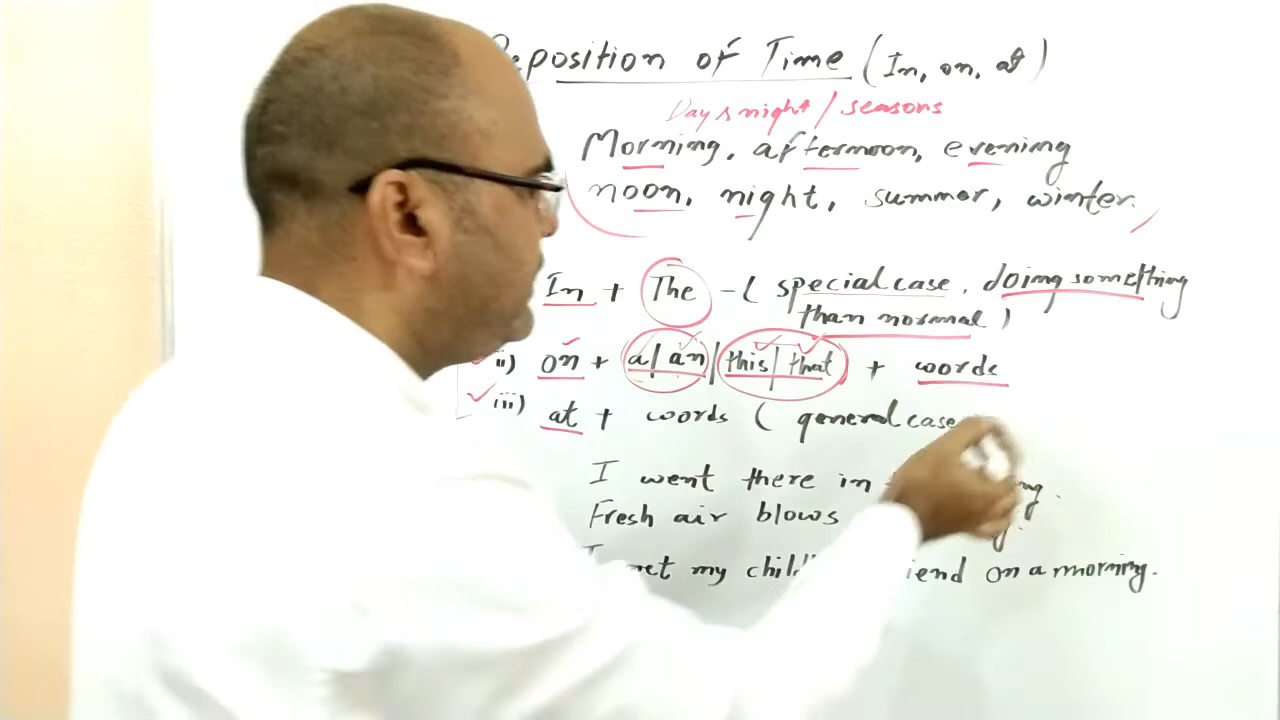 eposition of Time (In, on, at)
Day & night / seasons
Morning, afternoon, evening
noon, night, summer, winter.
In + The - ( special case, doing something
than normal )
ii) on + a/an/this/that + words
iii) at + words ( general case
I went there in
Fresh air blows
met my child iend on a morning.